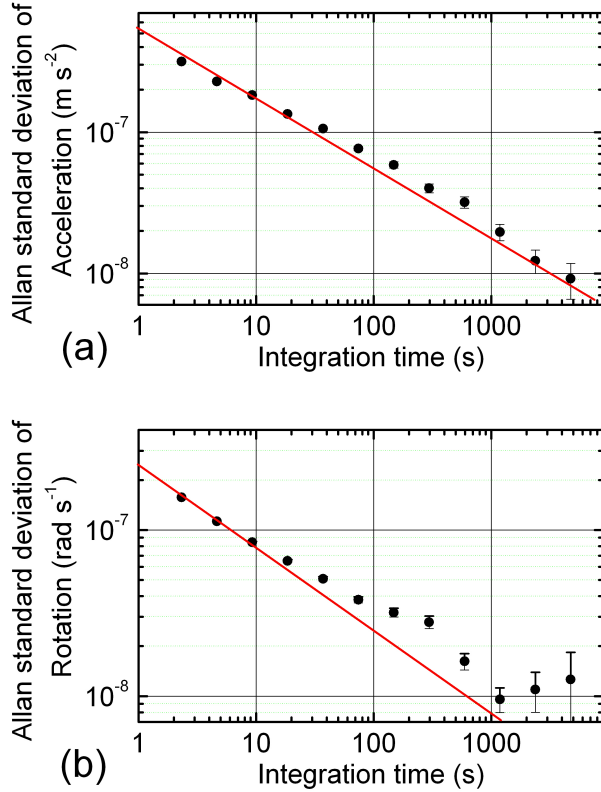 Allan standard deviation of
Acceleration (m s⁻²)
10⁻⁷
10⁻⁸
1 10 100 1000
(a)
Integration time (s)
Allan standard deviation of
Rotation (rad s⁻¹)
10⁻⁷
10⁻⁸
1 10 100 1000
(b)
Integration time (s)